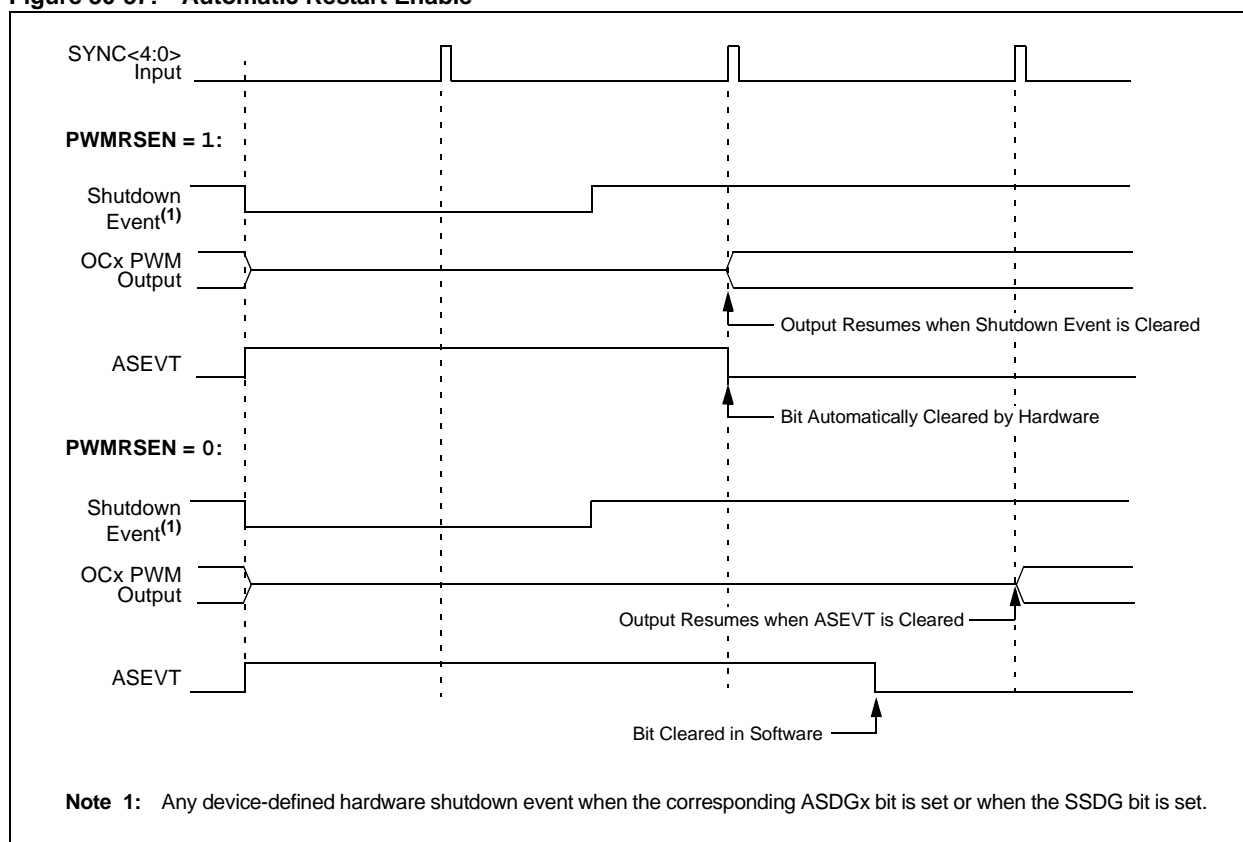 Figure 30-37: Automatic Restart Enable
SYNC<4:0>
Input
PWMRSEN = 1:
Shutdown
Event(1)
OCx PWM
Output
Output Resumes when Shutdown Event is Cleared
ASEVT
Bit Automatically Cleared by Hardware
PWMRSEN = 0:
Shutdown
Event(1)
OCx PWM
Output
Output Resumes when ASEVT is Cleared
ASEVT
Bit Cleared in Software
Note 1: Any device-defined hardware shutdown event when the corresponding ASDGx bit is set or when the SSDG bit is set.